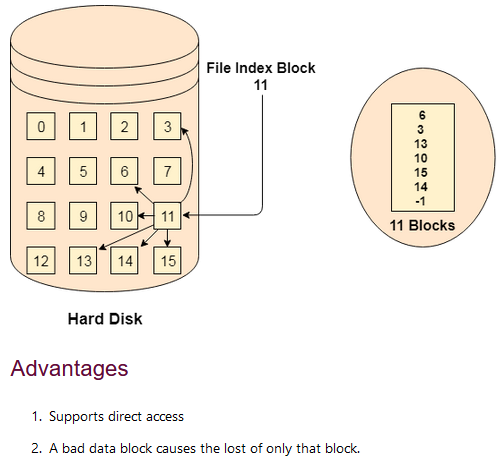 File Index Block
11
0 1 2 3
4 5 6 7
8 9 10 11
12 13 14 15
Hard Disk
6
3
13
10
15
14
-1
11 Blocks
Advantages
1. Supports direct access
2. A bad data block causes the lost of only that block.